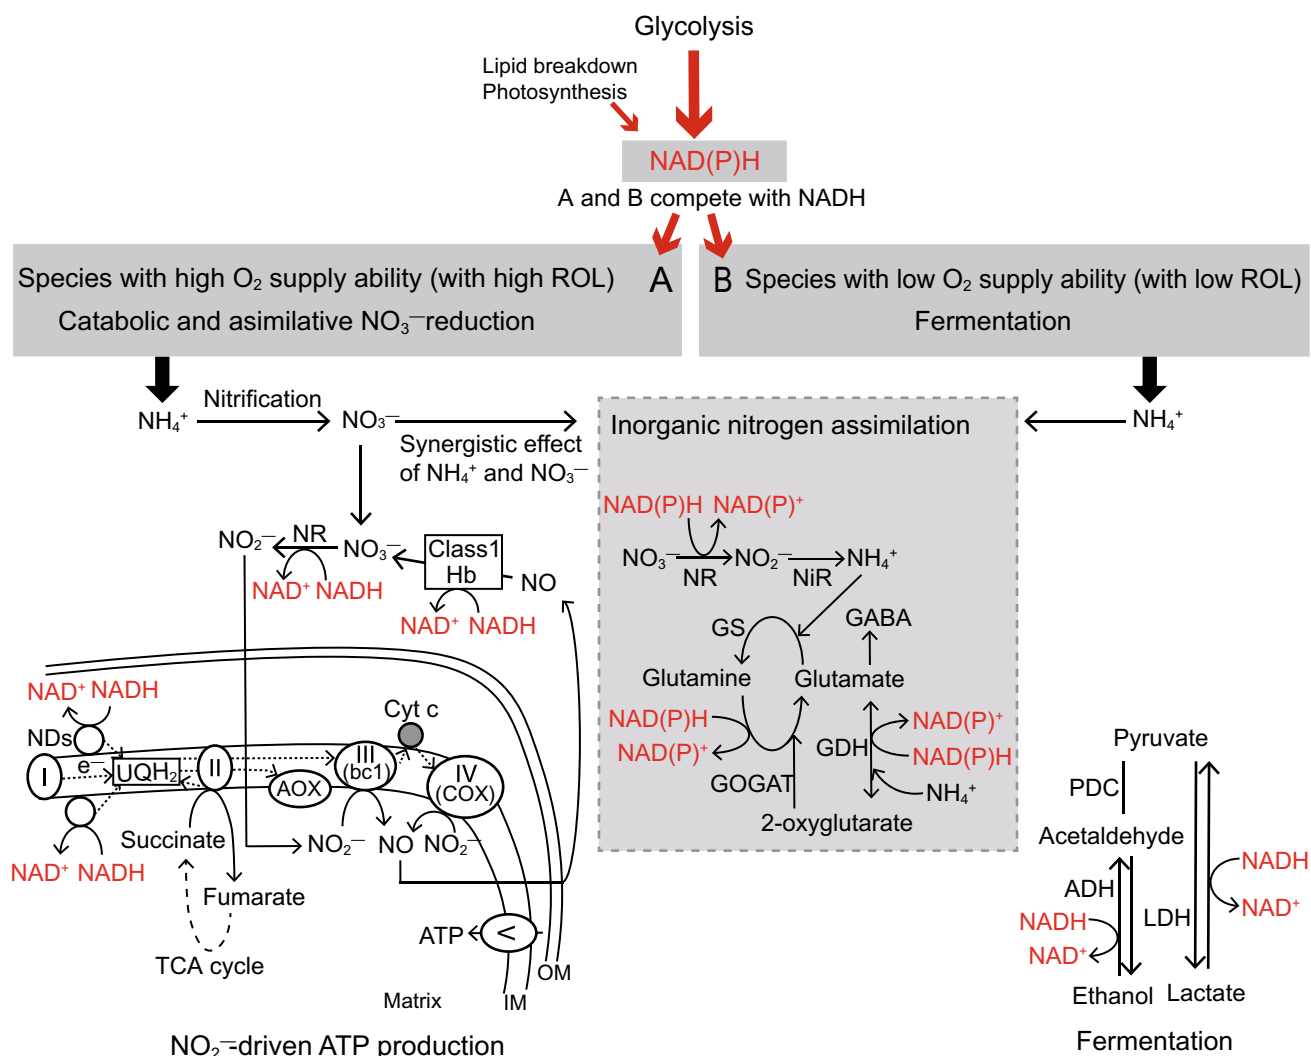 Glycolysis
Lipid breakdown
Photosynthesis
NAD(P)H
A and B compete with NADH
Species with high O₂ supply ability (with high ROL) A
Catabolic and asimilative NO₃⁻reduction
B Species with low O₂ supply ability (with low ROL)
Fermentation
NH₄⁺
Nitrification
NO₃⁻
Synergistic effect
of NH₄⁺ and NO₃⁻
NH₄⁺
NO₂⁻
NR
NO₃⁻
Class1
Hb
NO
NAD⁺ NADH
NAD⁺ NADH
Inorganic nitrogen assimilation
NAD(P)H NAD(P)⁺
NO₃⁻
NR
NO₂⁻
NiR
NH₄⁺
GS
GABA
Glutamine
Glutamate
NAD(P)H
NAD(P)⁺
GOGAT
GDH
NAD(P)⁺
NAD(P)H
NH₄⁺
2-oxyglutarate
NAD⁺ NADH
NDs
I
e⁻
UQH₂
II
AOX
III
(bc1)
Cyt c
IV
(COX)
NAD⁺ NADH
Succinate
Fumarate
TCA cycle
NO₂⁻
NO
NO₂⁻
ATP
V
Matrix
IM
OM
NO₂⁻-driven ATP production
Pyruvate
PDC
Acetaldehyde
ADH
NADH
NAD⁺
LDH
NADH
NAD⁺
Ethanol
Lactate
Fermentation